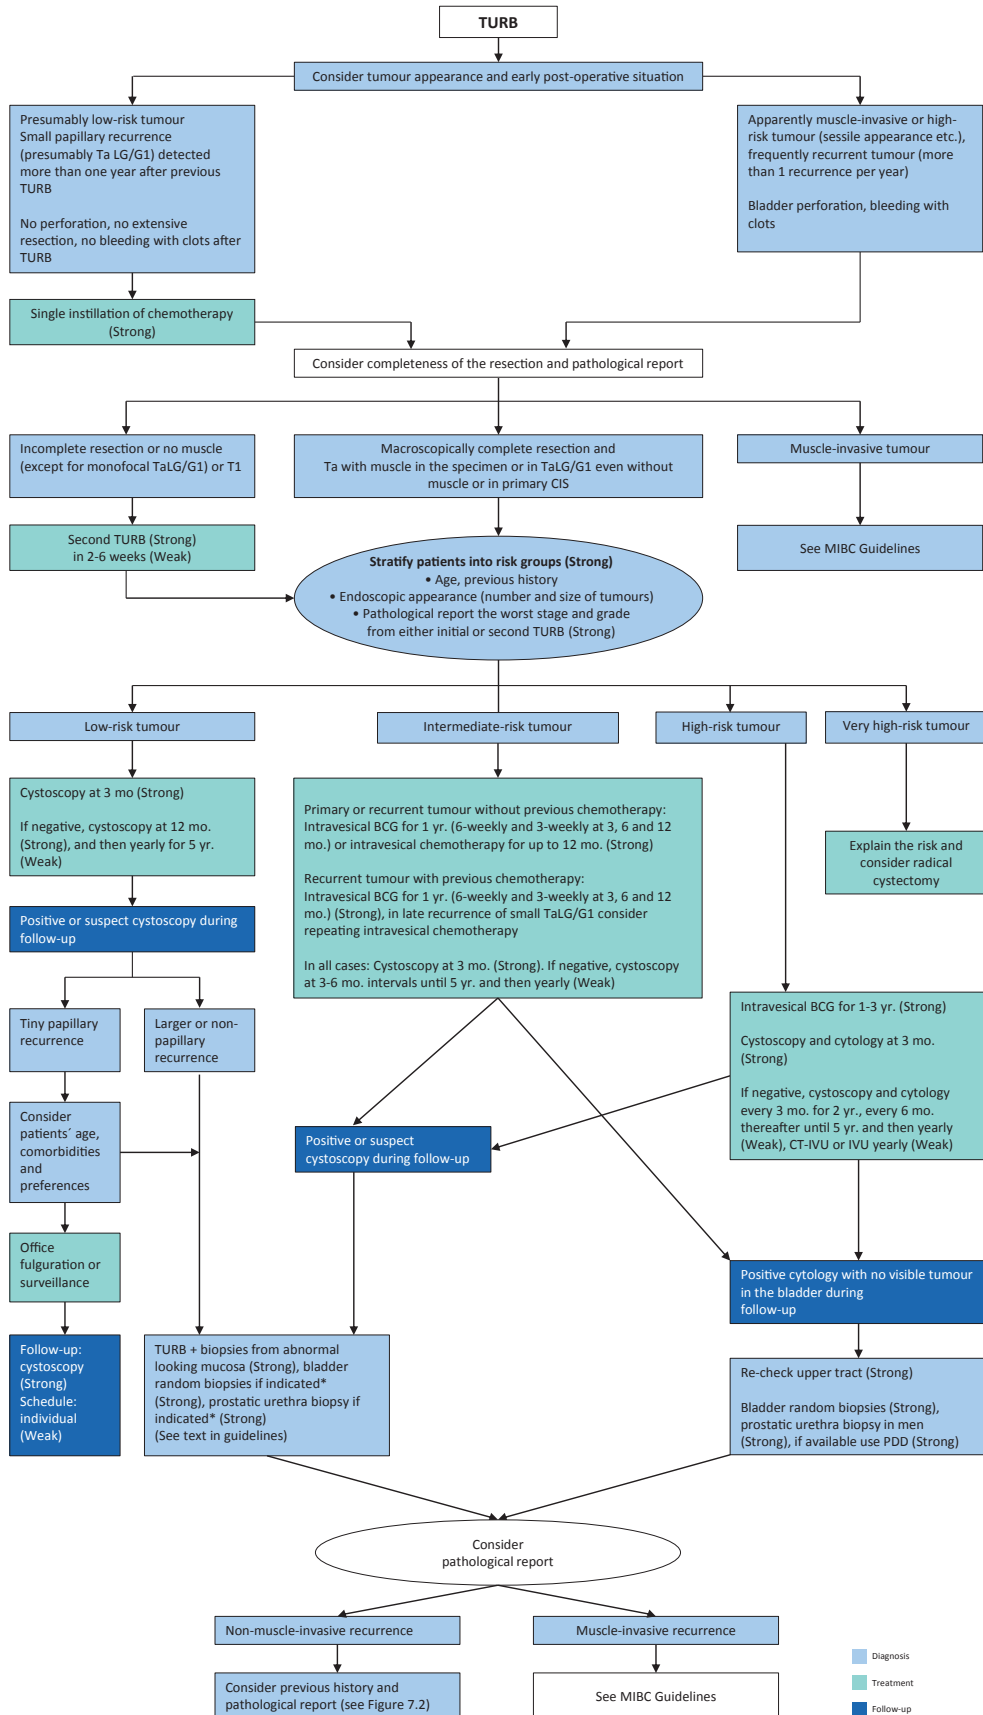 TURB
Consider tumour appearance and early post-operative situation
Presumably low-risk tumour
Small papillary recurrence
(presumably Ta LG/G1) detected
more than one year after previous
TURB
No perforation, no extensive
resection, no bleeding with clots after
TURB
Apparently muscle-invasive or high-
risk tumour (sessile appearance etc.),
frequently recurrent tumour (more
than 1 recurrence per year)
Bladder perforation, bleeding with
clots
Single instillation of chemotherapy
(Strong)
Consider completeness of the resection and pathological report
Incomplete resection or no muscle
(except for monofocal TaLG/G1) or T1
Macroscopically complete resection and
Ta with muscle in the specimen or in TaLG/G1 even without
muscle or in primary CIS
Muscle-invasive tumour
Second TURB (Strong)
in 2-6 weeks (Weak)
See MIBC Guidelines
Stratify patients into risk groups (Strong)
• Age, previous history
• Endoscopic appearance (number and size of tumours)
• Pathological report the worst stage and grade
from either initial or second TURB (Strong)
Low-risk tumour
Intermediate-risk tumour
High-risk tumour
Very high-risk tumour
Cystoscopy at 3 mo (Strong)
If negative, cystoscopy at 12 mo.
(Strong), and then yearly for 5 yr.
(Weak)
Primary or recurrent tumour without previous chemotherapy:
Intravesical BCG for 1 yr. (6-weekly and 3-weekly at 3, 6 and 12
mo.) or intravesical chemotherapy for up to 12 mo. (Strong)
Recurrent tumour with previous chemotherapy:
Intravesical BCG for 1 yr. (6-weekly and 3-weekly at 3, 6 and 12
mo.) (Strong), in late recurrence of small TaLG/G1 consider
repeating intravesical chemotherapy
In all cases: Cystoscopy at 3 mo. (Strong). If negative, cystoscopy
at 3-6 mo. intervals until 5 yr. and then yearly (Weak)
Explain the risk and
consider radical
cystectomy
Positive or suspect cystoscopy during
follow-up
Tiny papillary
recurrence
Larger or non-
papillary
recurrence
Intravesical BCG for 1-3 yr. (Strong)
Cystoscopy and cytology at 3 mo.
(Strong)
If negative, cystoscopy and cytology
every 3 mo. for 2 yr., every 6 mo.
thereafter until 5 yr. and then yearly
(Weak), CT-IVU or IVU yearly (Weak)
Consider
patients´ age,
comorbidities
and
preferences
Positive or suspect
cystoscopy during follow-up
Office
fulguration or
surveillance
Positive cytology with no visible tumour
in the bladder during
follow-up
Follow-up:
cystoscopy
(Strong)
Schedule:
individual
(Weak)
TURB + biopsies from abnormal
looking mucosa (Strong), bladder
random biopsies if indicated*
(Strong), prostatic urethra biopsy if
indicated* (Strong)
(See text in guidelines)
Re-check upper tract (Strong)
Bladder random biopsies (Strong),
prostatic urethra biopsy in men
(Strong), if available use PDD (Strong)
Consider
pathological report
Non-muscle-invasive recurrence
Muscle-invasive recurrence
Consider previous history and
pathological report (see Figure 7.2)
See MIBC Guidelines
Diagnosis
Treatment
Follow-up